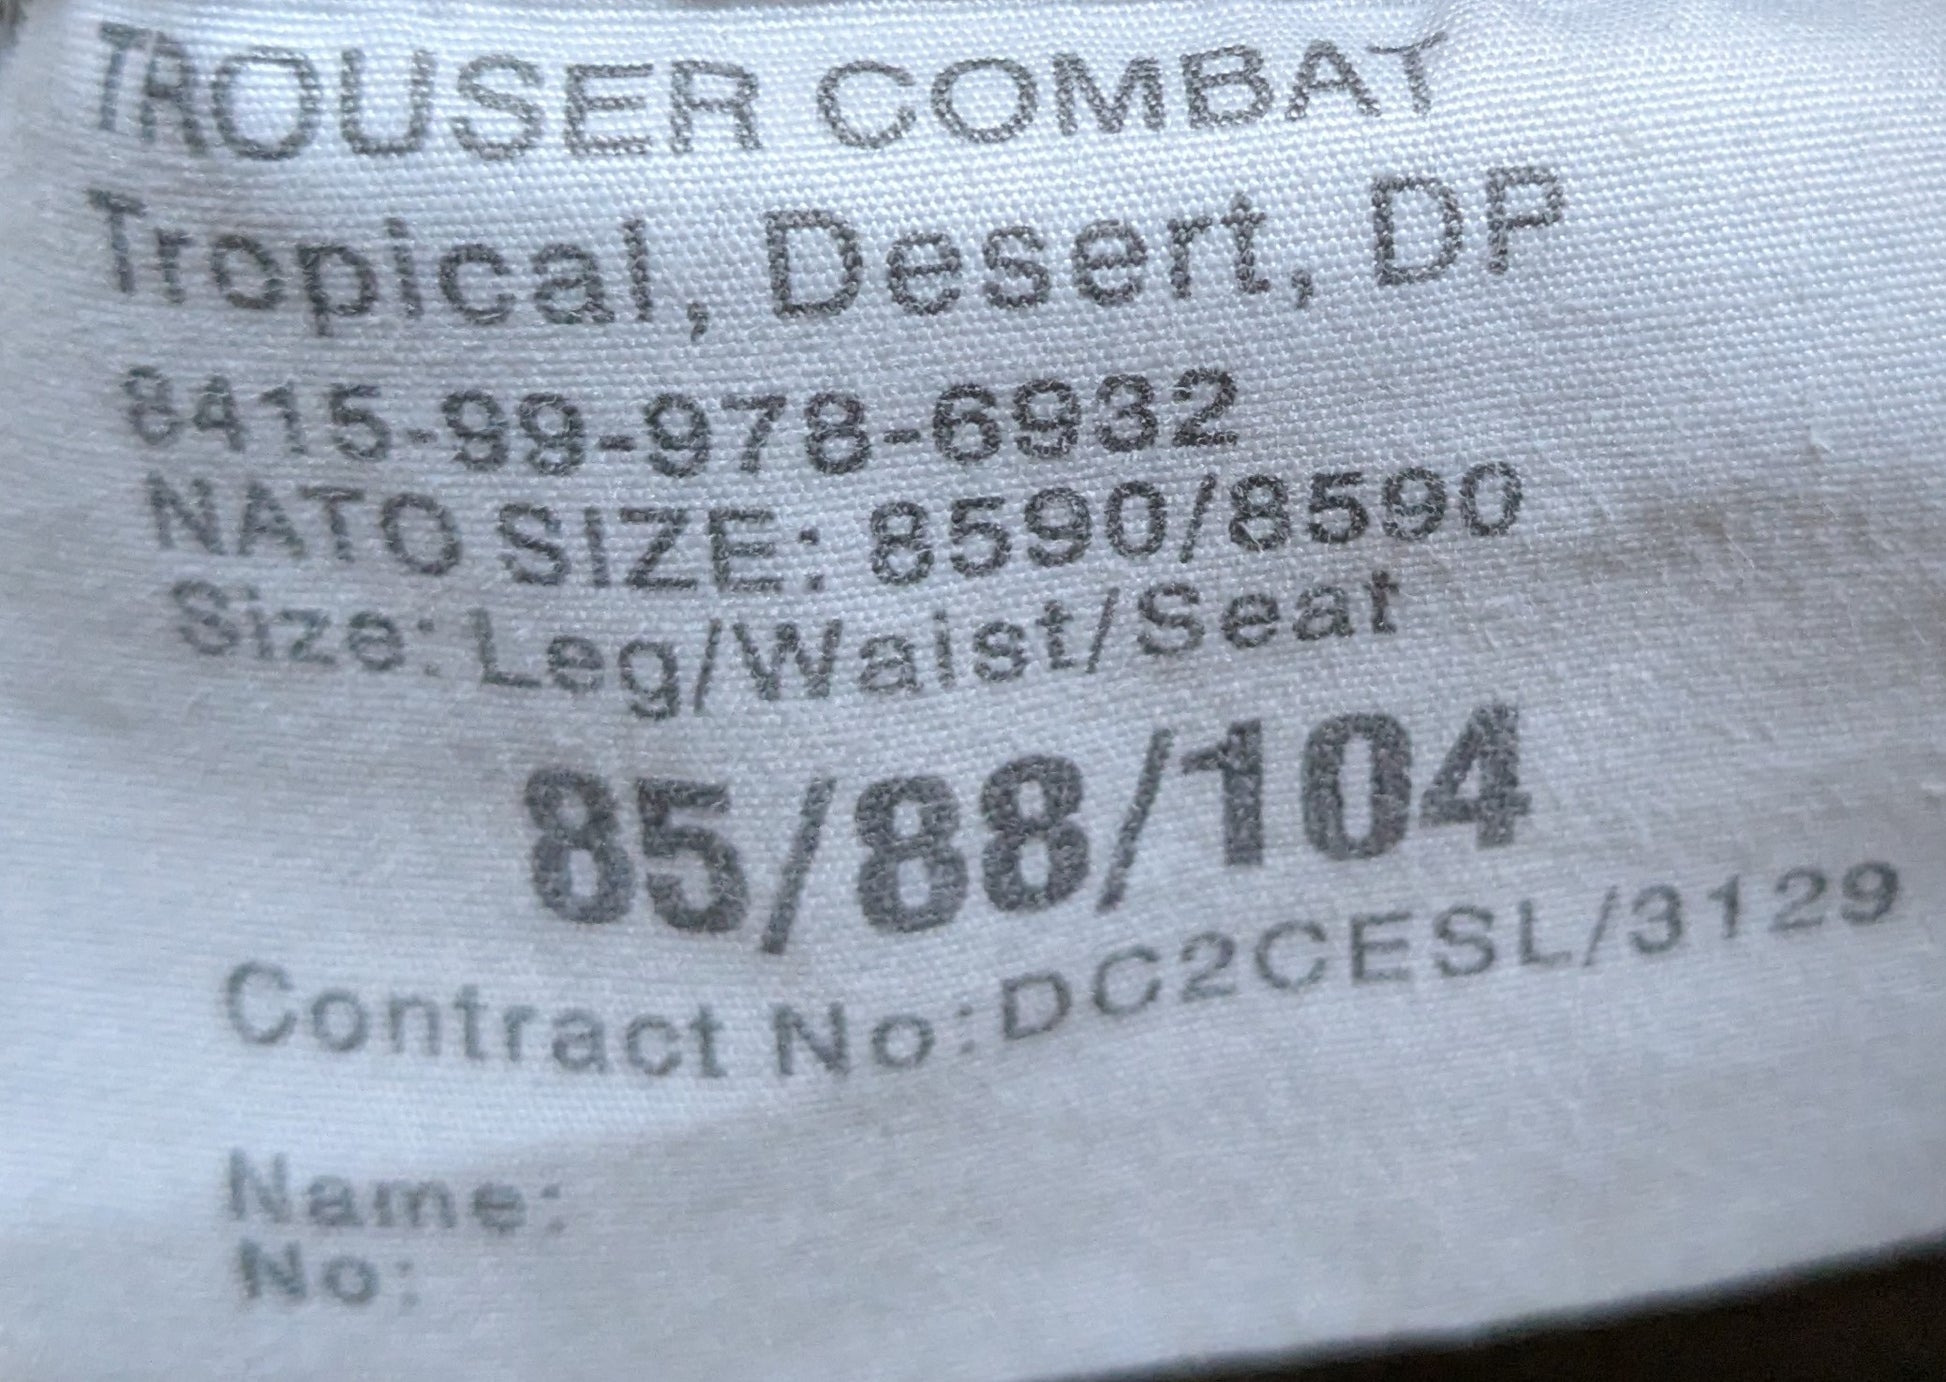 TROUSER COMBAT
Tropical, Desert, DP
8415-99-978-6932
NATO SIZE: 8590/8590
Size: Leg/Waist/Seat
85/88/104
Contract No:DC2CESL/3129
Name:
No: